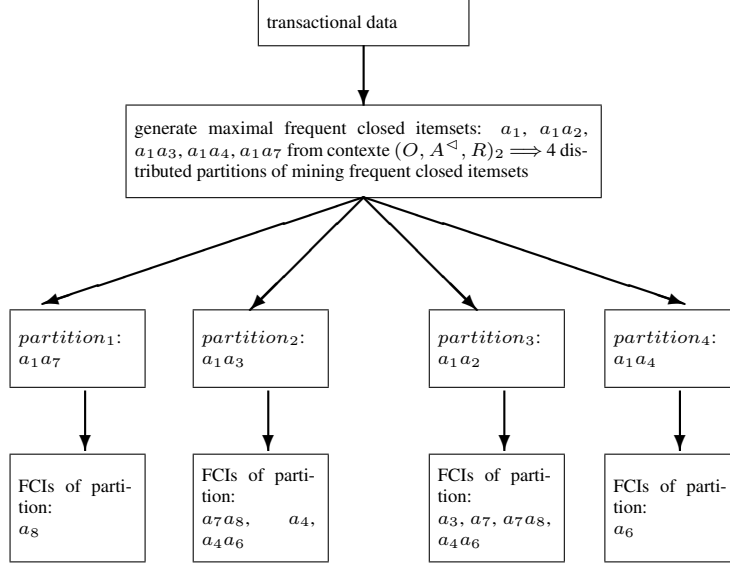 transactional data
generate maximal frequent closed itemsets: a₁, a₁a₂,
a₁a₃, a₁a₄, a₁a₇ from contexte (O, A^◁, R)₂ ⟹ 4 dis-
tributed partitions of mining frequent closed itemsets
partition₁:
a₁a₇
partition₂:
a₁a₃
partition₃:
a₁a₂
partition₄:
a₁a₄
FCIs of parti-
tion:
a₈
FCIs of parti-
tion:
a₇a₈, a₄,
a₄a₆
FCIs of parti-
tion:
a₃, a₇, a₇a₈,
a₄a₆
FCIs of parti-
tion:
a₆